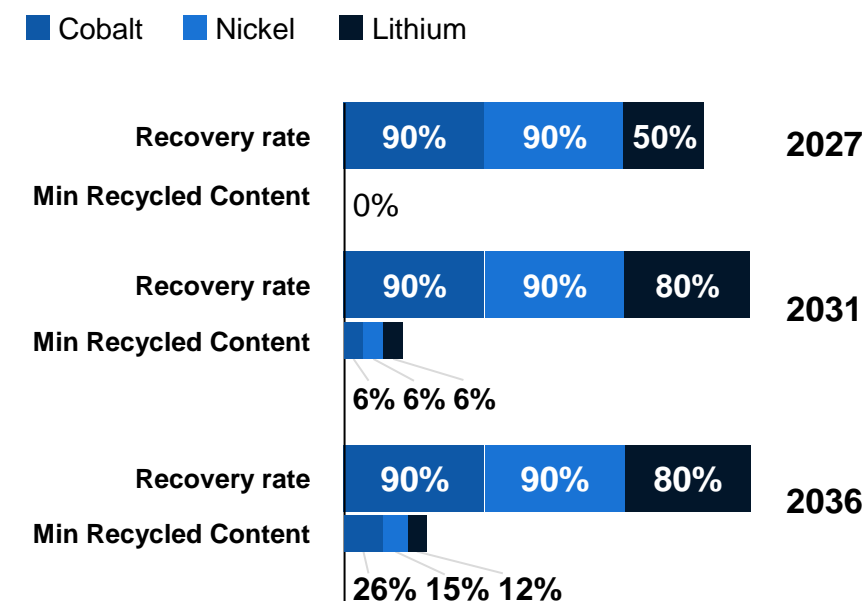 Cobalt Nickel Lithium
Recovery rate 90% 90% 50% 2027
Min Recycled Content 0%
Recovery rate 90% 90% 80% 2031
Min Recycled Content
6% 6% 6%
Recovery rate 90% 90% 80% 2036
Min Recycled Content
26% 15% 12%